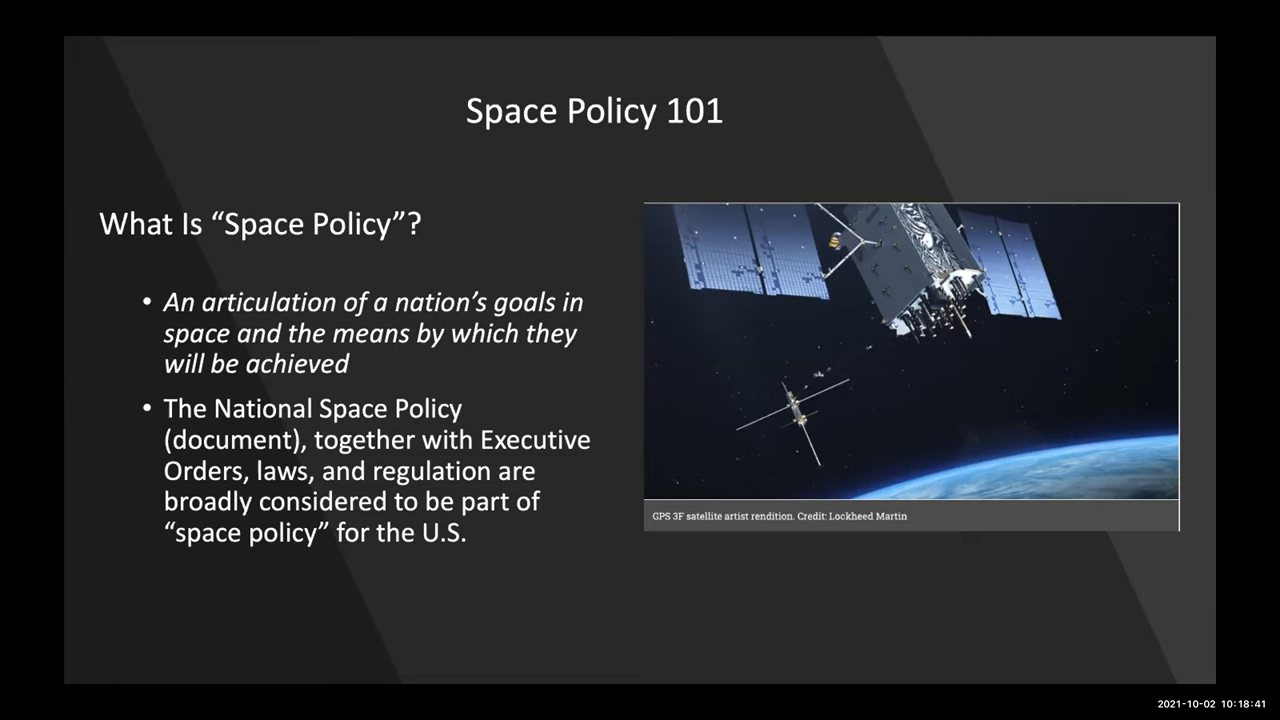 Space Policy 101
What Is “Space Policy”?
• An articulation of a nation’s goals in
space and the means by which they
will be achieved
• The National Space Policy
(document), together with Executive
Orders, laws, and regulation are
broadly considered to be part of
“space policy” for the U.S.
GPS 3F satellite artist rendition. Credit: Lockheed Martin
2021-10-02 10:18:41